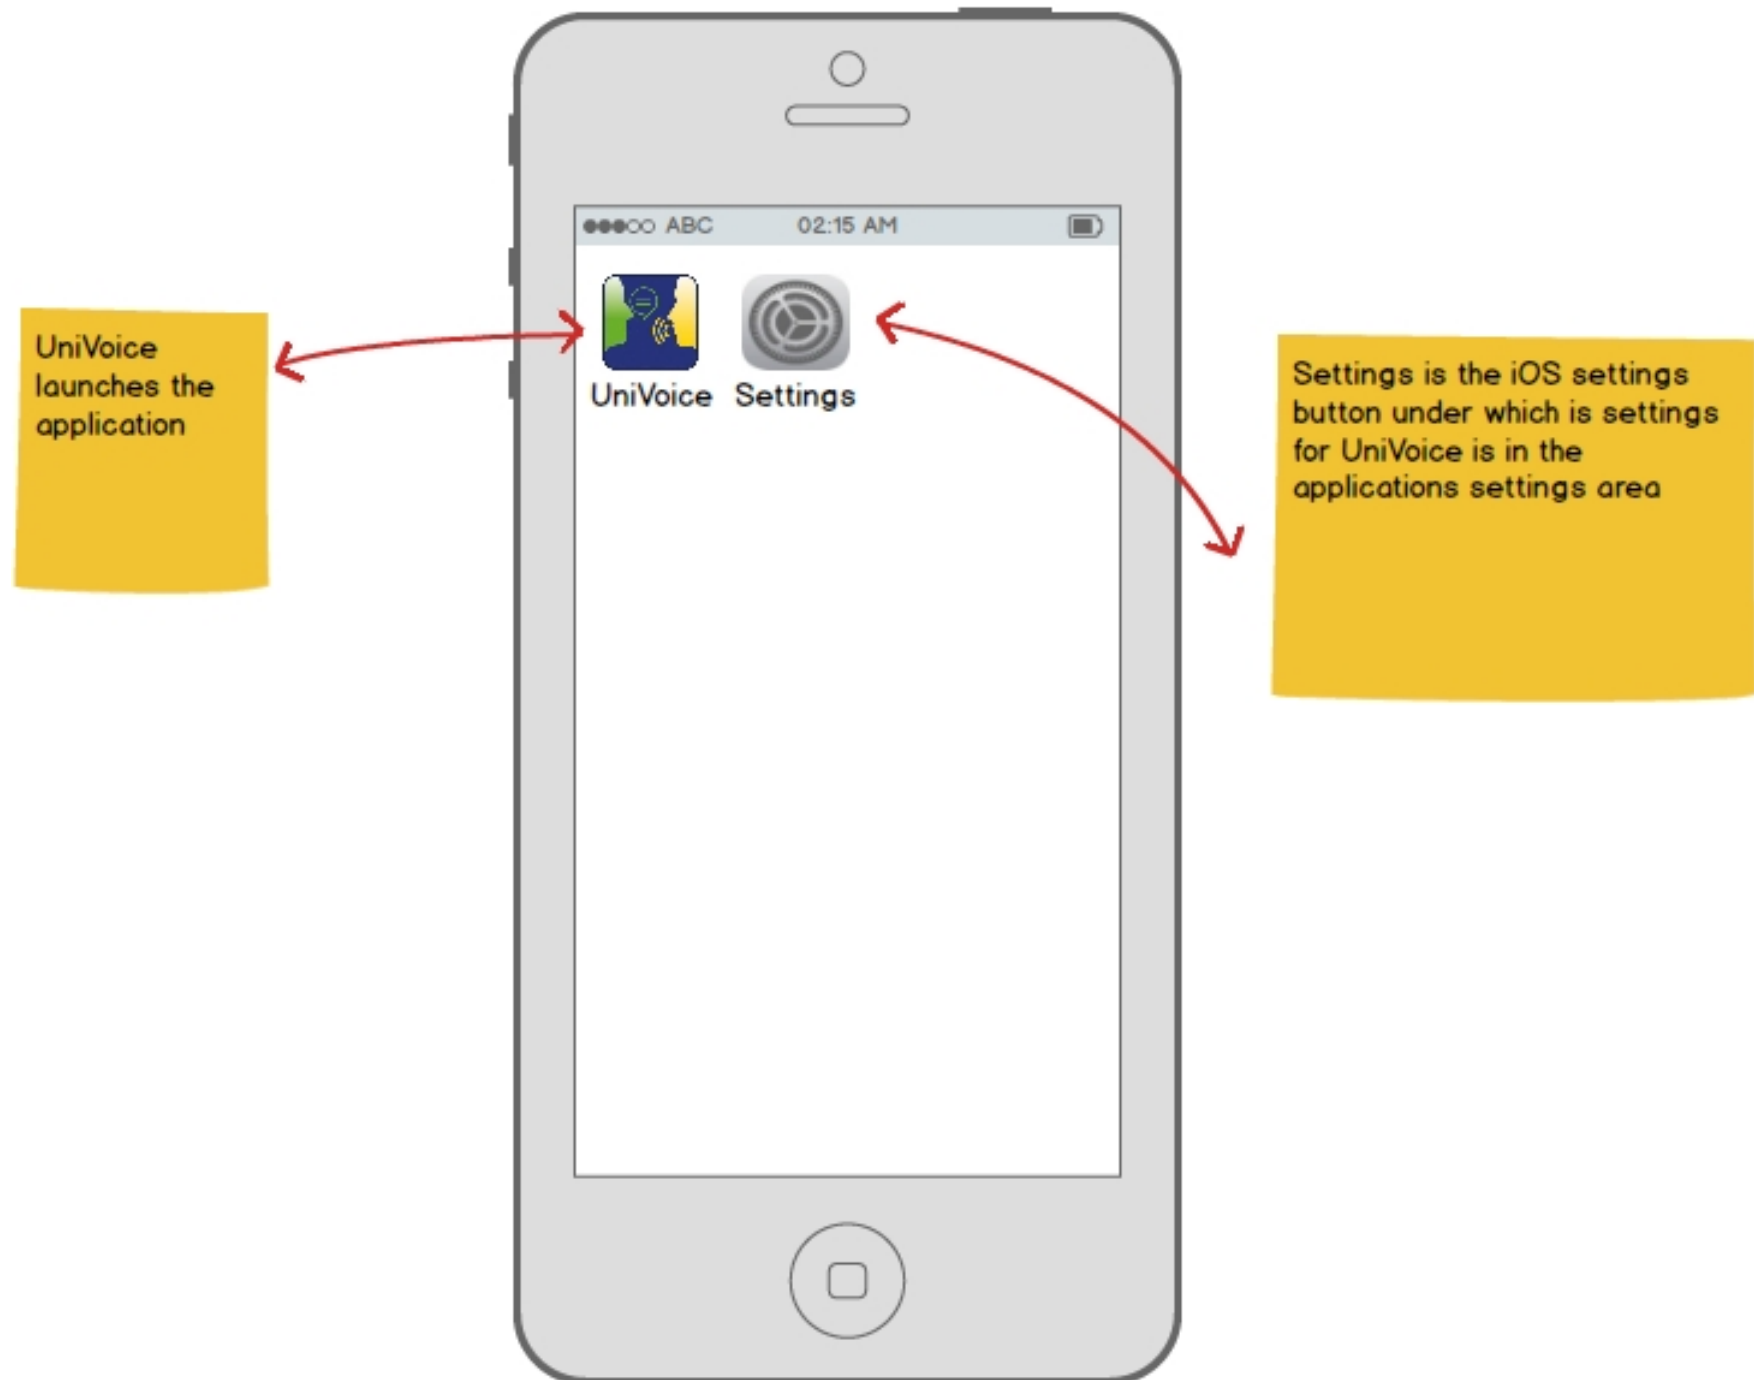 ABC 02:15 AM
UniVoice Settings
UniVoice
launches the
application
Settings is the iOS settings
button under which is settings
for UniVoice is in the
applications settings area